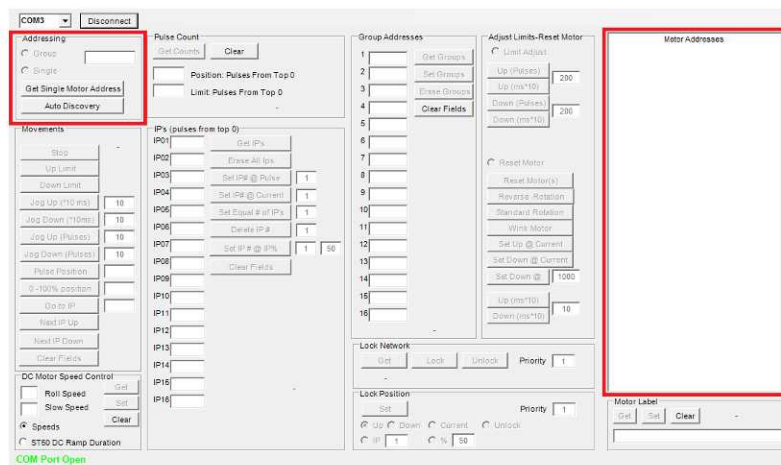 COM3 Disconnect
Addressing
Group
Single
Get Single Motor Address
Auto Discovery
Pulse Count
Get Counts Clear
Position: Pulses From Top 0
Limit: Pulses From Top 0
-
Group Addresses
1 Get Groups
2 Set Groups
3 Erase Groups
4 Clear Fields
5
6
7
8
9
10
11
12
13
14
15
16
-
Adjust Limits-Reset Motor
Limit Adjust
Up (Pulses) 200
Up (ms*10)
Down (Pulses) 200
Down (ms*10)
Reset Motor
Reset Motor(s)
Reverse Rotation
Standard Rotation
Wink Motor
Set Up @ Current
Set Down @ Current
Set Down @ 1000
Up (ms*10) 10
Down (ms*10)
Motor Addresses
Movements
Stop -
Up Limit
Down Limit
Jog Up (*10 ms) 10
Jog Down (*10ms) 10
Jog Up (Pulses) 10
Jog Down (Pulses) 10
Pulse Position
0 -100% position
Go to IP
Next IP Up
Next IP Down
Clear Fields
IP's (pulses from top 0)
IP01 Get IP's
IP02 Erase All Ips
IP03 Set IP# @ Pulse 1
IP04 Set IP# @ Current 1
IP05 Set Equal # of IP's 1
IP06 Delete IP # 1
IP07 Set IP # @ IP% 1 50
IP08 Clear Fields
IP09
IP10
IP11
IP12
IP13
IP14
IP15
IP16
-
DC Motor Speed Control
Roll Speed Get
Slow Speed Set
Speeds Clear
ST50 DC Ramp Duration
Lock Network
Get Lock Unlock Priority 1
-
Lock Position
Set Priority 1
Up Down Current Unlock
IP 1 % 50
Motor Label
Get Set Clear -
COM Port Open